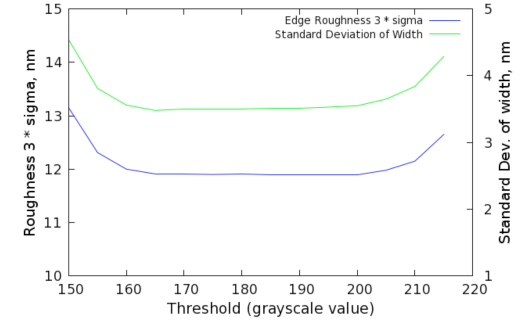 Edge Roughness 3 * sigma
Standard Deviation of Width
15
14
13
12
11
10
5
4
3
2
1
150 160 170 180 190 200 210 220
Roughness 3 * sigma, nm
Standard Dev. of width, nm
Threshold (grayscale value)